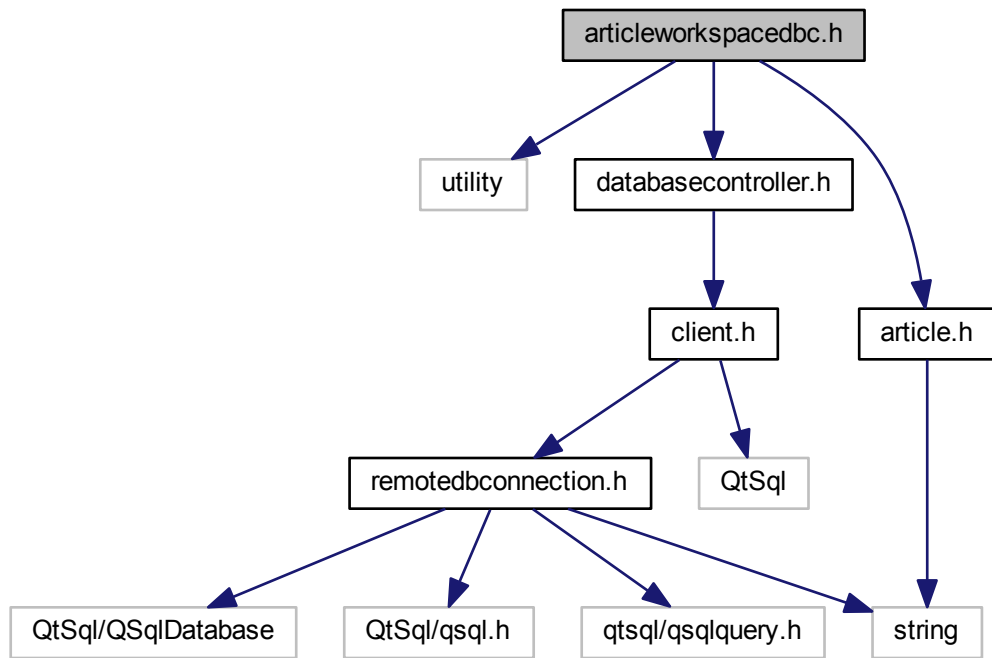 articleworkspacedbc.h
utility
databasecontroller.h
client.h
article.h
remotedbconnection.h
QtSql
QtSql/QSqlDatabase
QtSql/qsql.h
qtsql/qsqlquery.h
string